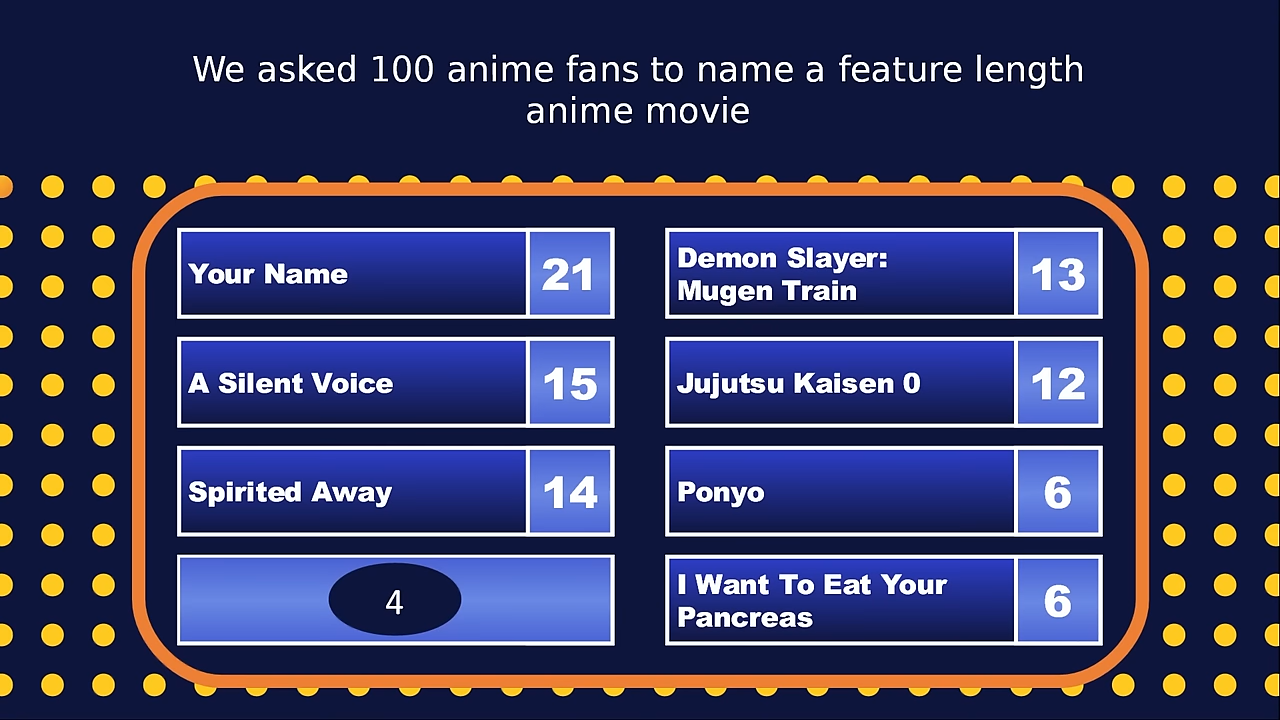 We asked 100 anime fans to name a feature length
anime movie
Your Name 21
A Silent Voice 15
Spirited Away 14
4
Demon Slayer:
Mugen Train 13
Jujutsu Kaisen 0 12
Ponyo 6
I Want To Eat Your
Pancreas 6